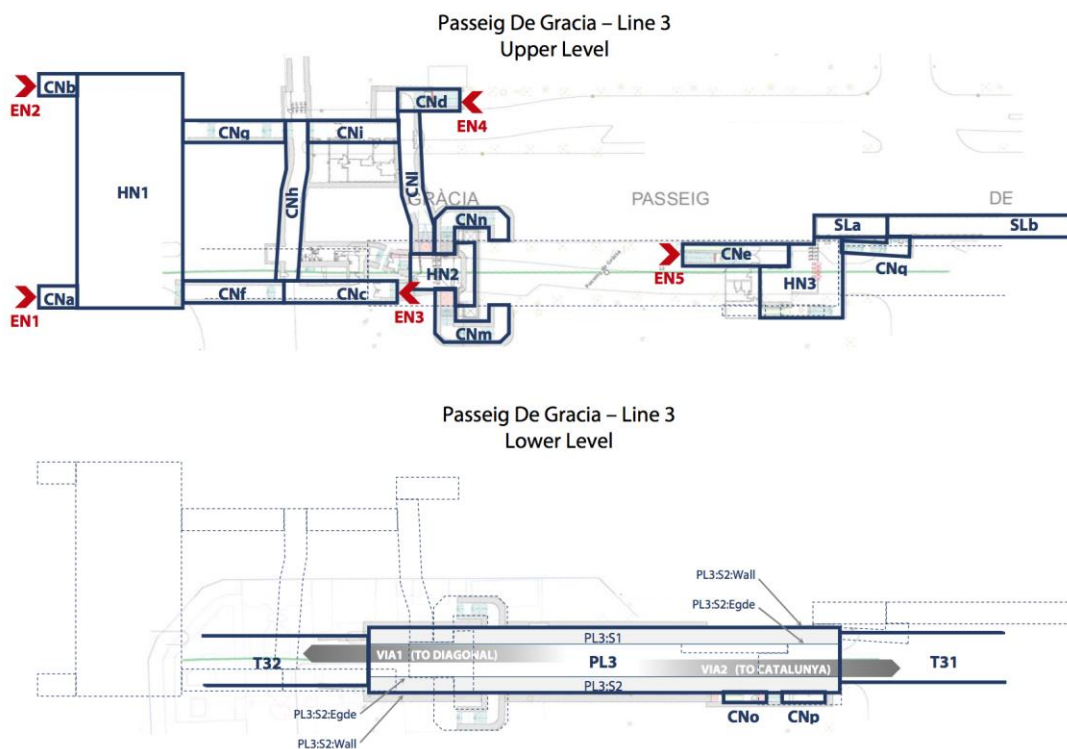 Passeig De Gracia – Line 3
Upper Level
CNb
EN2
CNd
EN4
CNg
CNi
HN1
CNh
CNl
GRÀCIA
PASSEIG
DE
CNn
SLa
SLb
CNe
EN5
CNq
HN2
HN3
CNa
EN1
CNf
CNc
EN3
CNm
Passeig de Gràcia
Passeig De Gracia – Line 3
Lower Level
PL3:S2:Wall
PL3:S2:Egde
PL3:S1
VIA1 (TO DIAGONAL)
T32
PL3
VIA2 (TO CATALUNYA)
T31
PL3:S2
PL3:S2:Egde
PL3:S2:Wall
CNo
CNp